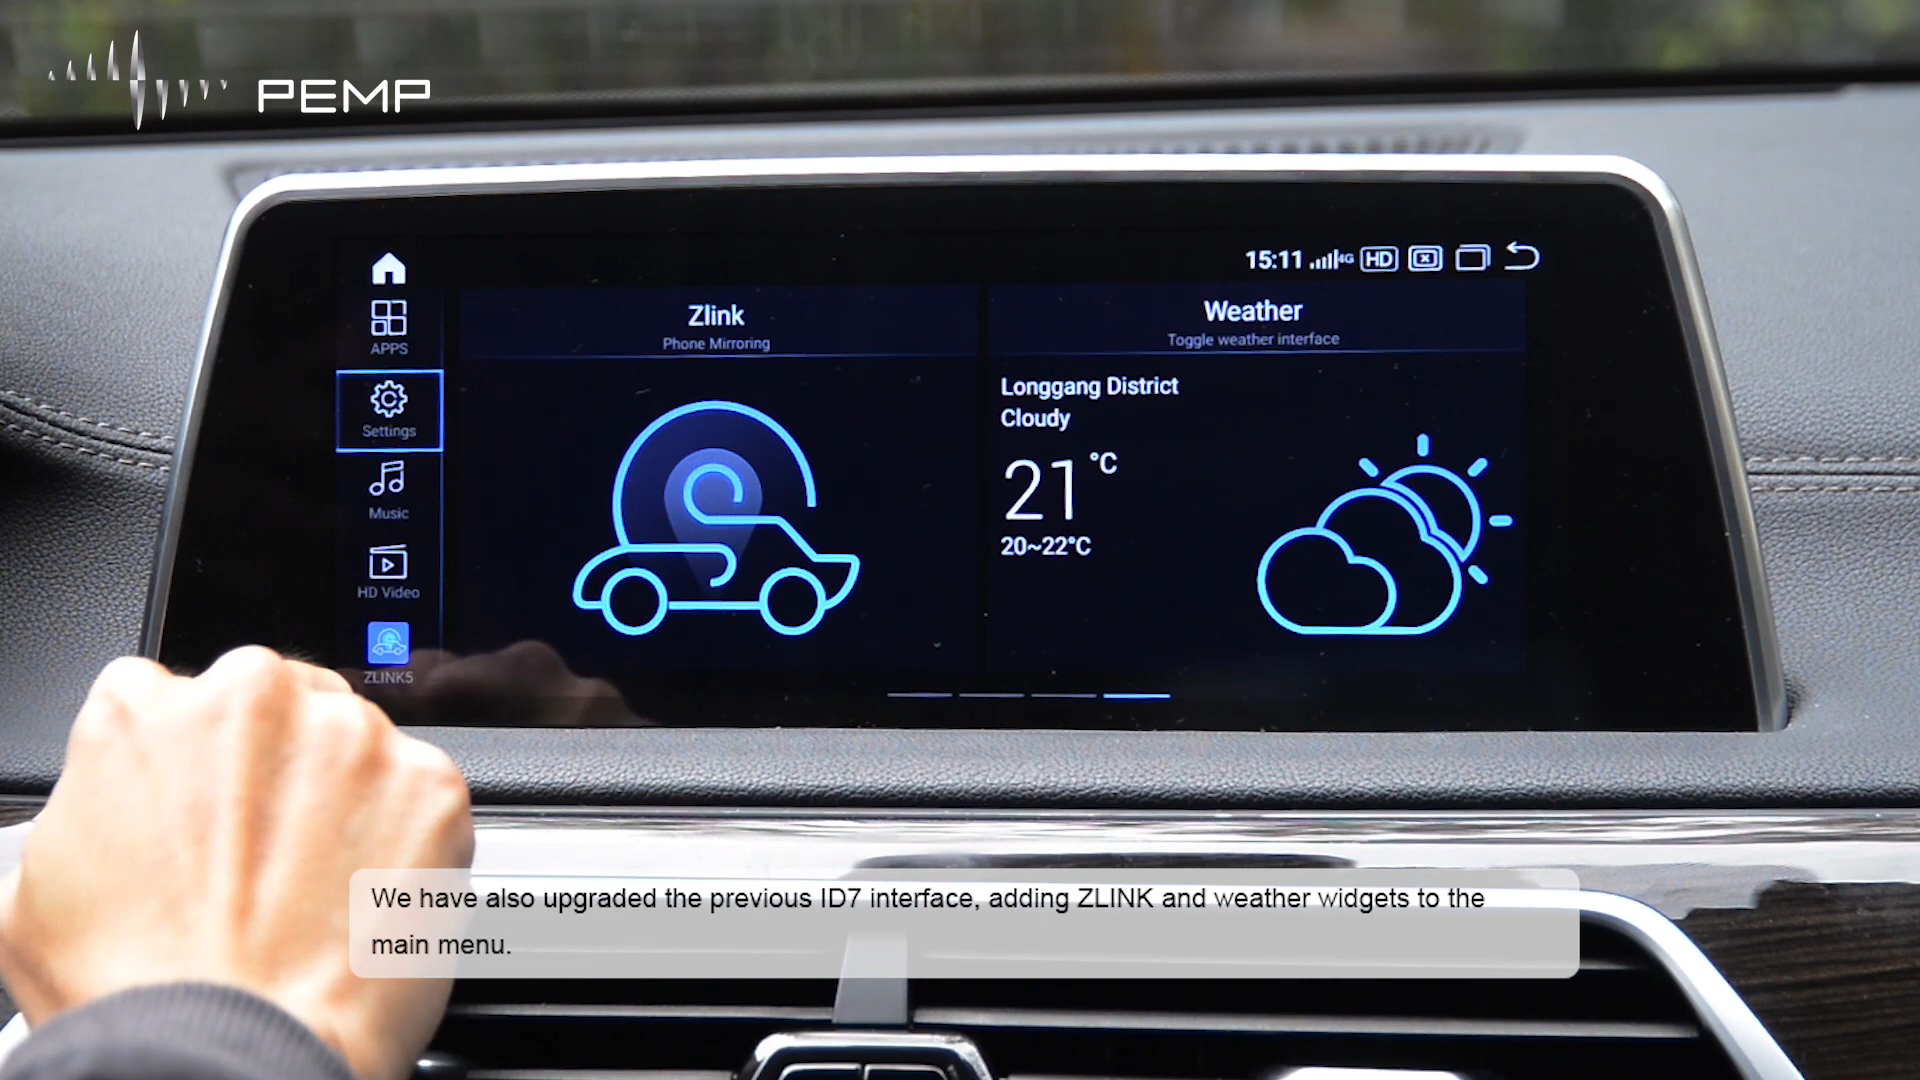 PEMP
15:11
4G
HD
APPS
Settings
Music
HD Video
ZLINK5
Zlink
Phone Mirroring
Weather
Toggle weather interface
Longgang District
Cloudy
21 °C
20~22°C
We have also upgraded the previous ID7 interface, adding ZLINK and weather widgets to the
main menu.